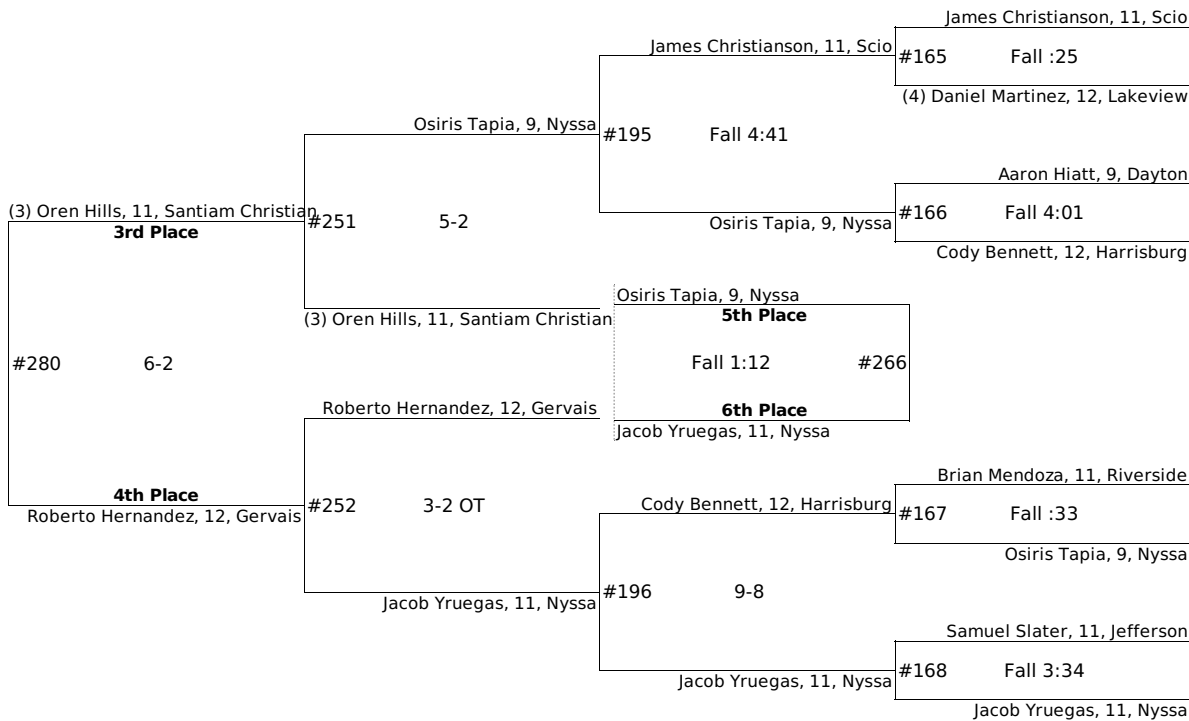 James Christianson, 11, Scio
James Christianson, 11, Scio
#165 Fall :25
(4) Daniel Martinez, 12, Lakeview
Osiris Tapia, 9, Nyssa
#195 Fall 4:41
Aaron Hiatt, 9, Dayton
(3) Oren Hills, 11, Santiam Christian
3rd Place
#251 5-2
Osiris Tapia, 9, Nyssa
#166 Fall 4:01
Cody Bennett, 12, Harrisburg
Osiris Tapia, 9, Nyssa
(3) Oren Hills, 11, Santiam Christian
5th Place
#280 6-2
Fall 1:12 #266
Roberto Hernandez, 12, Gervais
6th Place
Jacob Yruegas, 11, Nyssa
Brian Mendoza, 11, Riverside
4th Place
Roberto Hernandez, 12, Gervais
#252 3-2 OT
Cody Bennett, 12, Harrisburg
#167 Fall :33
Osiris Tapia, 9, Nyssa
Jacob Yruegas, 11, Nyssa
#196 9-8
Samuel Slater, 11, Jefferson
Jacob Yruegas, 11, Nyssa
#168 Fall 3:34
Jacob Yruegas, 11, Nyssa